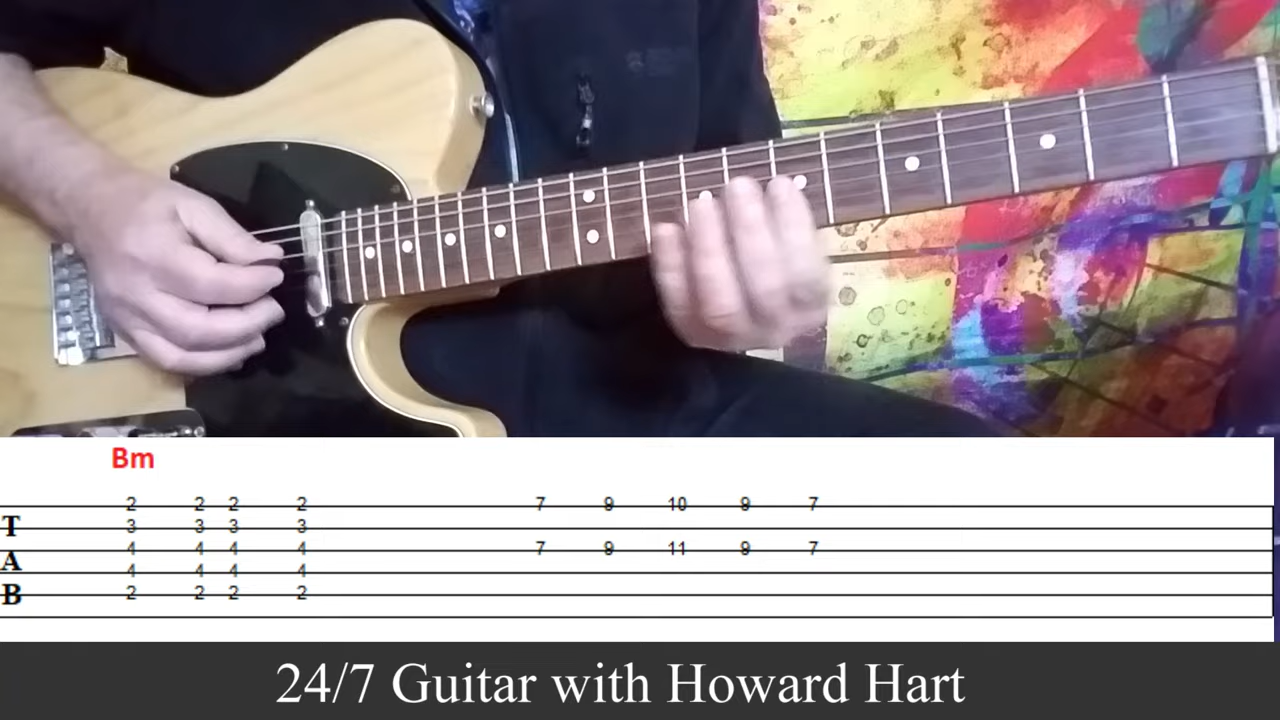 Bm
2 2 2 2 7 9 10 9 7
T 3 3 3 3
4 4 4 4 7 9 11 9 7
A 4 4 4 4
B 2 2 2 2
24/7 Guitar with Howard Hart